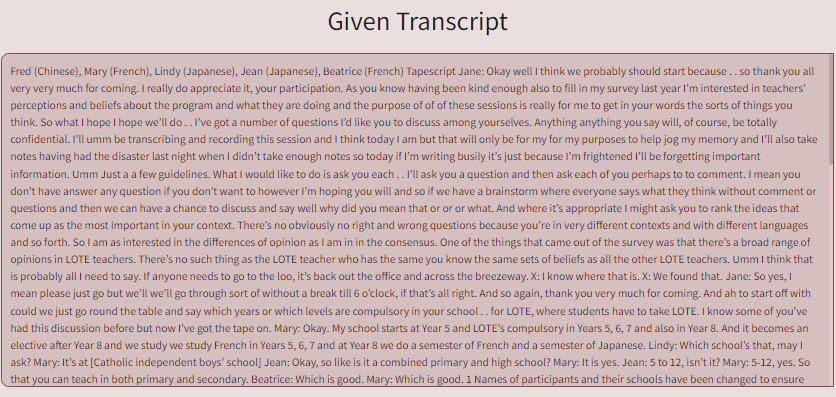 Given Transcript
Fred (Chinese), Mary (French), Lindy (Japanese), Jean (Japanese), Beatrice (French) Tapescript Jane: Okay well I think we probably should start because . . so thank you all
very very much for coming. I really do appreciate it, your participation. As you know having been kind enough also to fill in my survey last year I'm interested in teachers'
perceptions and beliefs about the program and what they are doing and the purpose of of of these sessions is really for me to get in your words the sorts of things you
think. So what I hope I hope we'll do . . I've got a number of questions I'd like you to discuss among yourselves. Anything anything you say will, of course, be totally
confidential. I'll umm be transcribing and recording this session and I think today I am but that will only be for my for my purposes to help jog my memory and I'll also take
notes having had the disaster last night when I didn't take enough notes so today if I'm writing busily it's just because I'm frightened I'll be forgetting important
information. Umm Just a a few guidelines. What I would like to do is ask you each . . I'll ask you a question and then ask each of you perhaps to to comment. I mean you
don't have answer any question if you don't want to however I'm hoping you will and so if we have a brainstorm where everyone says what they think without comment or
questions and then we can have a chance to discuss and say well why did you mean that or or or what. And where it's appropriate I might ask you to rank the ideas that
come up as the most important in your context. There's no obviously no right and wrong questions because you're in very different contexts and with different languages
and so forth. So I am as interested in the differences of opinion as I am in in the consensus. One of the things that came out of the survey was that there's a broad range of
opinions in LOTE teachers. There's no such thing as the LOTE teacher who has the same you know the same sets of beliefs as all the other LOTE teachers. Umm I think that
is probably all I need to say. If anyone needs to go to the loo, it's back out the office and across the breezeway. X: I know where that is. X: We found that. Jane: So yes, I
mean please just go but we'll we'll go through sort of without a break till 6 o'clock, if that's all right. And so again, thank you very much for coming. And ah to start off with
could we just go round the table and say which years or which levels are compulsory in your school . . for LOTE, where students have to take LOTE. I know some of you've
had this discussion before but now I've got the tape on. Mary: Okay. My school starts at Year 5 and LOTE's compulsory in Years 5, 6, 7 and also in Year 8. And it becomes an
elective after Year 8 and we study we study French in Years 5, 6, 7 and at Year 8 we do a semester of French and a semester of Japanese. Lindy: Which school's that, may I
ask? Mary: It's at [Catholic independent boys' school] Jean: Okay, so like is it a combined primary and high school? Mary: It is yes. Jean: 5 to 12, isn't it? Mary: 5-12, yes. So
that you can teach in both primary and secondary. Beatrice: Which is good. Mary: Which is good. 1 Names of participants and their schools have been changed to ensure